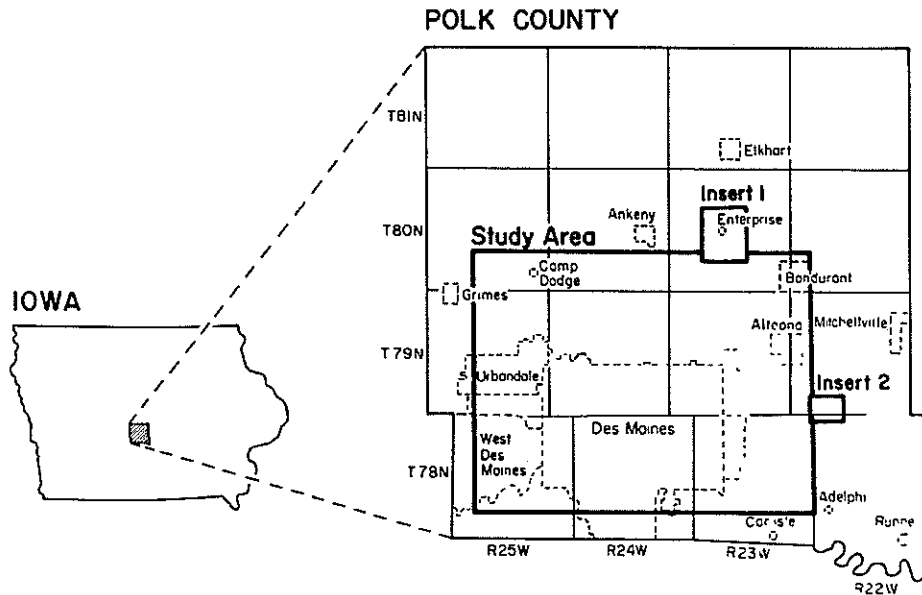 POLK COUNTY
T81N
Elkhart
Insert 1
Enterprise
Ankeny
T80N
Study Area
Camp
Dodge
Bondurant
Grimes
IOWA
Altoona
Mitchellville
T79N
Urbandale
Insert 2
Des Moines
West
Des
Moines
T78N
Adelphi
Carlisle
R25W
R24W
R23W
R22W